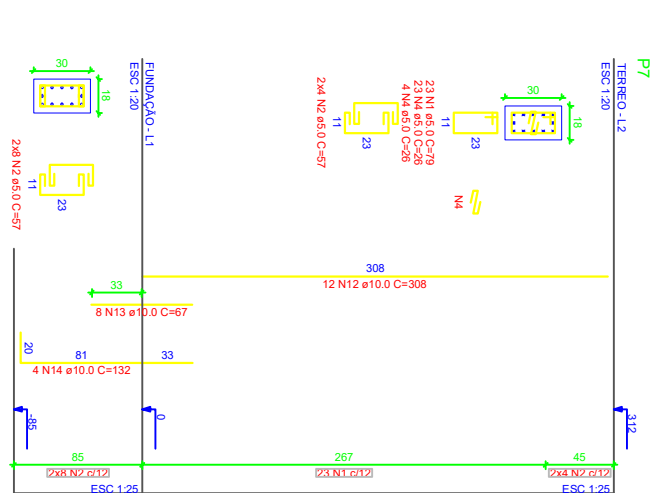 P7
TERREO - L2
ESC 1:20
30
18
23 N1 ø5.0 C=79
23 N4 ø5.0 C=26
4 N4 ø5.0 C=26
11
23
N4
2x4 N2 ø5.0 C=57
11
23
FUNDAÇÃO - L1
ESC 1:20
30
18
11
23
2x8 N2 ø5.0 C=57
308
12 N12 ø10.0 C=308
33
8 N13 ø10.0 C=67
20
81
33
4 N14 ø10.0 C=132
-85
0
312
85
267
45
2x8 N2 c/12
23 N1 c/12
2x4 N2 c/12
ESC 1:25
ESC 1:25